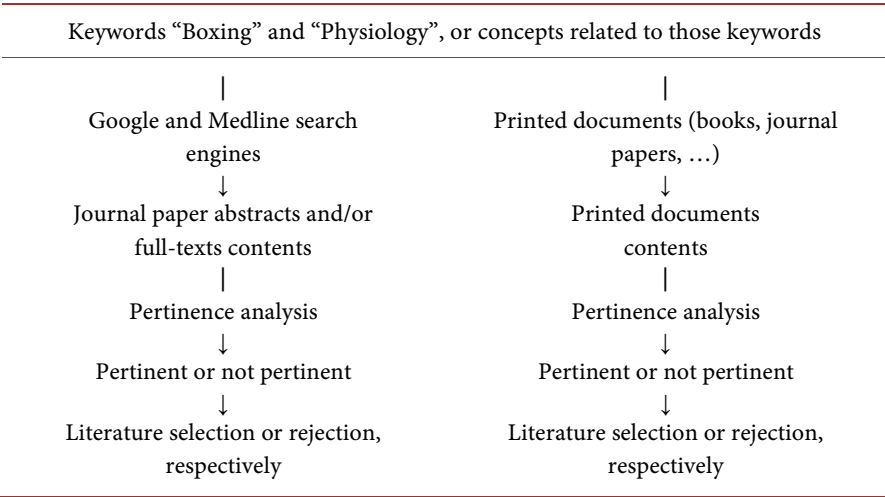 Keywords “Boxing” and “Physiology”, or concepts related to those keywords
|
Google and Medline search
engines
↓
Journal paper abstracts and/or
full-texts contents
|
Pertinence analysis
↓
Pertinent or not pertinent
↓
Literature selection or rejection,
respectively
|
Printed documents (books, journal
papers, …)
↓
Printed documents
contents
|
Pertinence analysis
↓
Pertinent or not pertinent
↓
Literature selection or rejection,
respectively